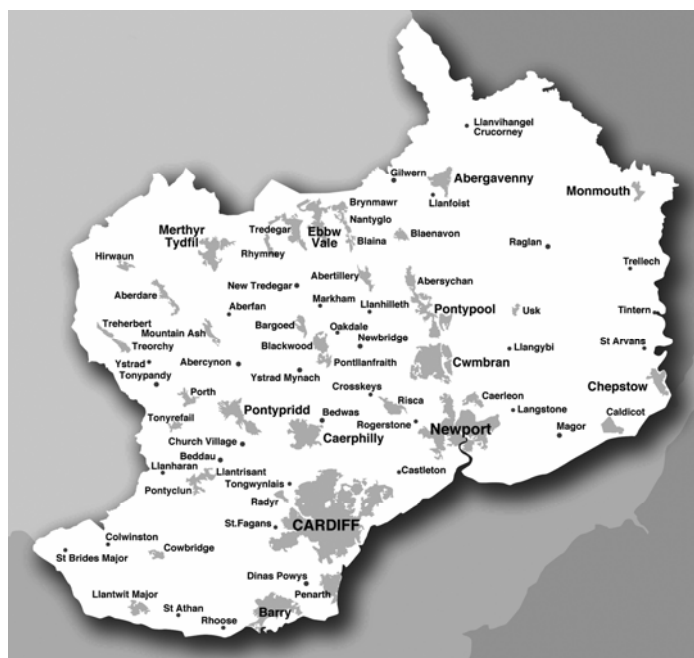 Llanvihangel
Crucorney
Gilwern
Abergavenny
Monmouth
Llanfoist
Brynmawr
Nantyglo
Tredegar
Ebbw
Vale
Merthyr
Tydfil
Blaina
Blaenavon
Raglan
Rhymney
Hirwaun
Trellech
Abertillery
Abersychan
New Tredegar
Aberdare
Markham
Llanhilleth
Aberfan
Pontypool
Usk
Tintern
Treherbert
Mountain Ash
Bargoed
Oakdale
Treorchy
Blackwood
Newbridge
Llangybi
St Arvans
Ystrad
Abercynon
Pontllanfraith
Cwmbran
Tonypandy
Ystrad Mynach
Chepstow
Crosskeys
Porth
Risca
Caerleon
Pontypridd
Bedwas
Langstone
Caldicot
Tonyrefail
Rogerstone
Newport
Magor
Church Village
Caerphilly
Beddau
Llanharan
Llantrisant
Castleton
Tongwynlais
Pontyclun
Radyr
St.Fagans
CARDIFF
Colwinston
Cowbridge
St Brides Major
Dinas Powys
Llantwit Major
Penarth
St Athan
Barry
Rhoose